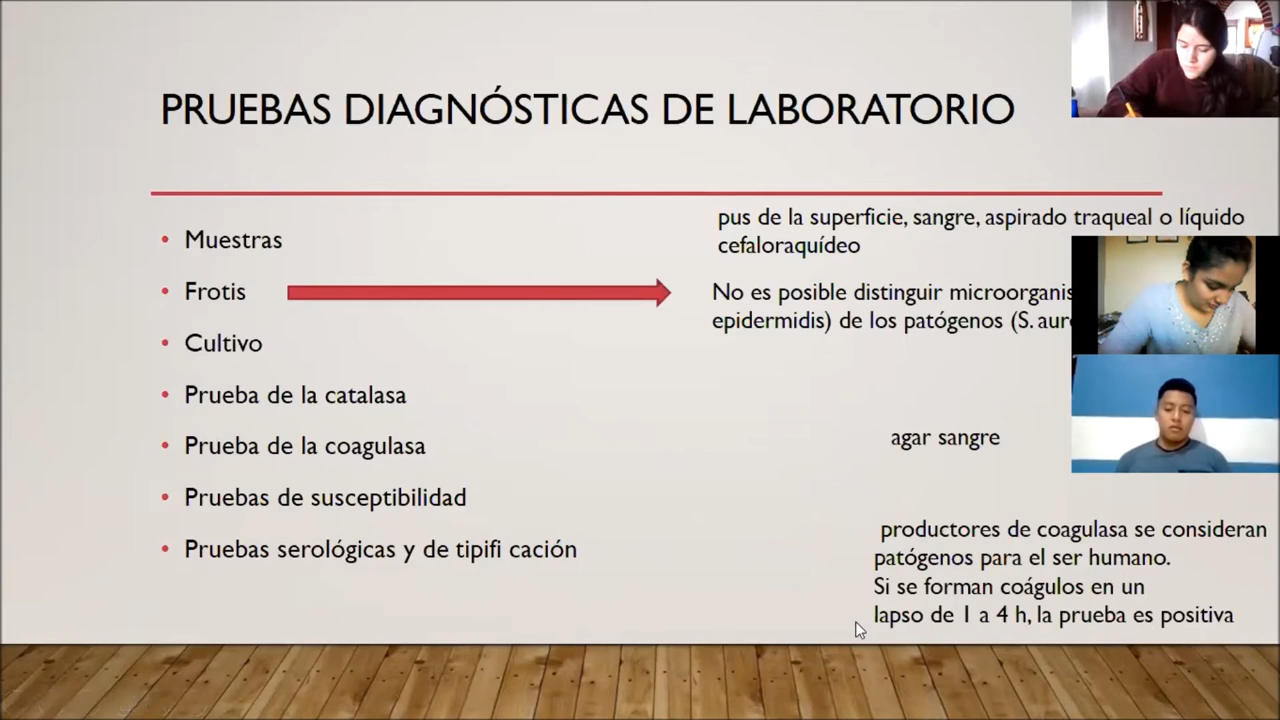 PRUEBAS DIAGNÓSTICAS DE LABORATORIO
• Muestras
• Frotis
• Cultivo
• Prueba de la catalasa
• Prueba de la coagulasa
• Pruebas de susceptibilidad
• Pruebas serológicas y de tipifi cación
pus de la superficie, sangre, aspirado traqueal o líquido
cefaloraquídeo
No es posible distinguir
epidermidis) de los patógenos (S.
agar sangre
productores de coagulasa se consideran
patógenos para el ser humano.
Si se forman coágulos en un
lapso de 1 a 4 h, la prueba es positiva